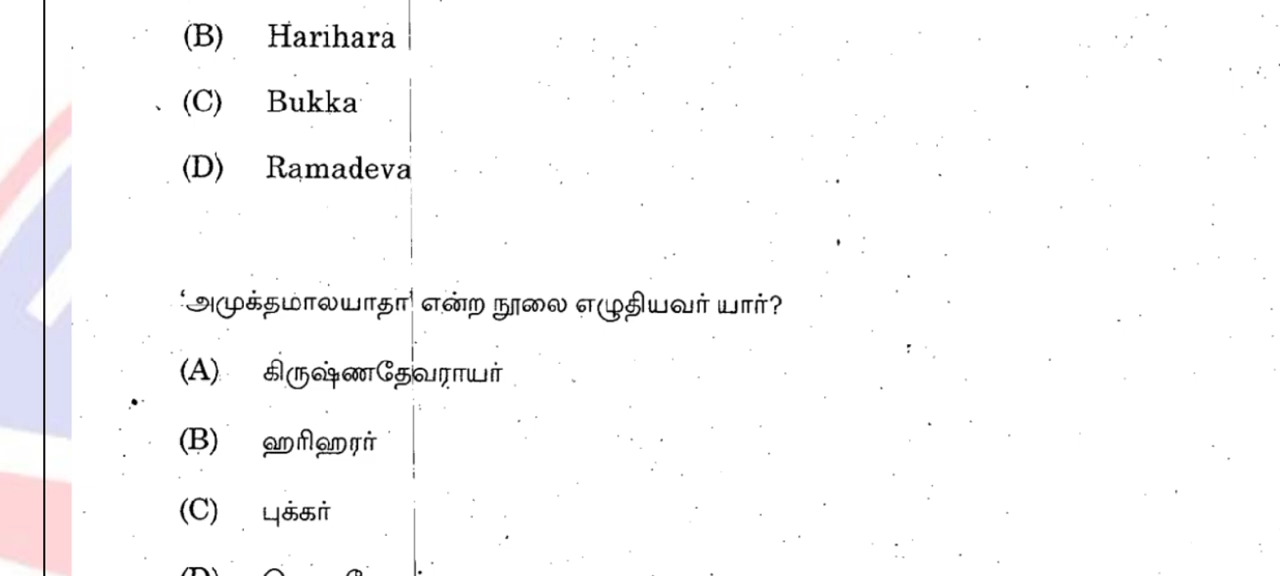 (B) Harihara
(C) Bukka
(D) Ramadeva
‘அமுக்தமாலயாதா' என்ற நூலை எழுதியவர் யார்?
(A) கிருஷ்ணதேவராயர்
(B) ஹரிஹரர்
(C) புக்கர்
(D)